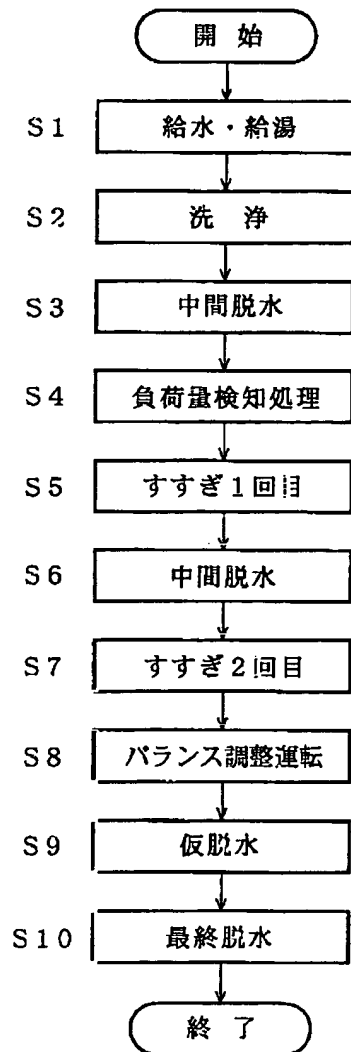 開 始
S1 給水・給湯
S2 洗 浄
S3 中間脱水
S4 負荷量検知処理
S5 すすぎ1回目
S6 中間脱水
S7 すすぎ2回目
S8 バランス調整運転
S9 仮脱水
S10 最終脱水
終 了